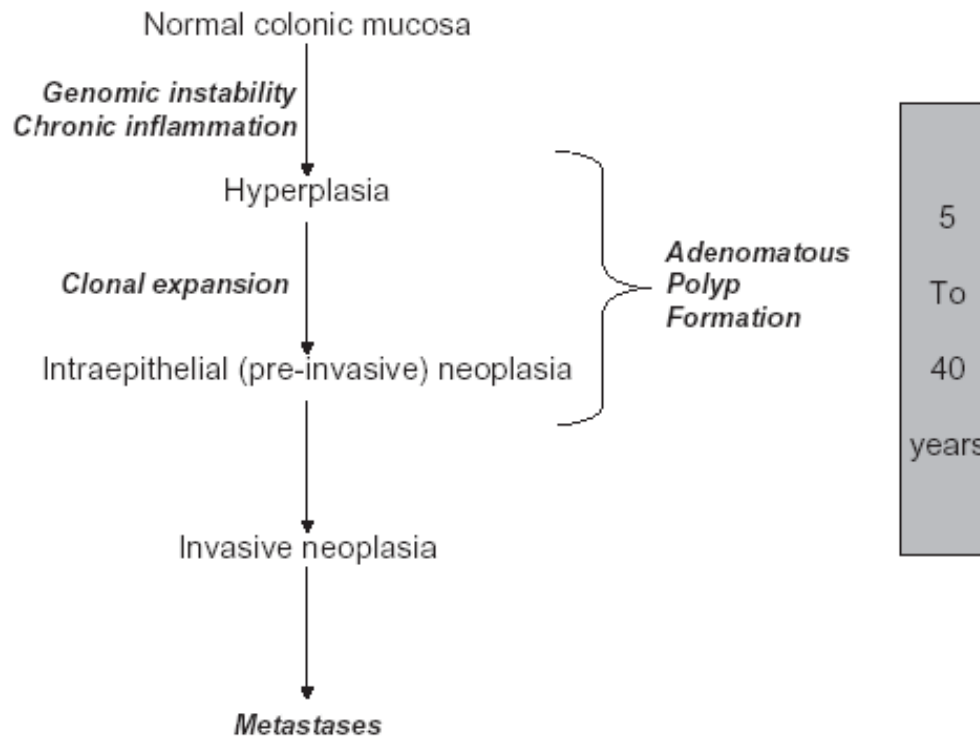 Normal colonic mucosa
Genomic instability
Chronic inflammation
Hyperplasia
Clonal expansion
Intraepithelial (pre-invasive) neoplasia
Adenomatous
Polyp
Formation
Invasive neoplasia
Metastases
5
To
40
years